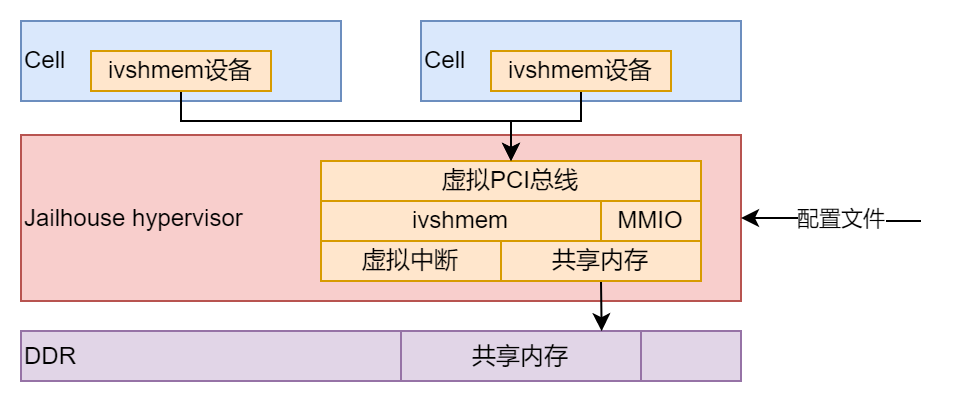 Cell
ivshmem设备
Cell
ivshmem设备
虚拟PCI总线
Jailhouse hypervisor
ivshmem
MMIO
配置文件
虚拟中断
共享内存
DDR
共享内存